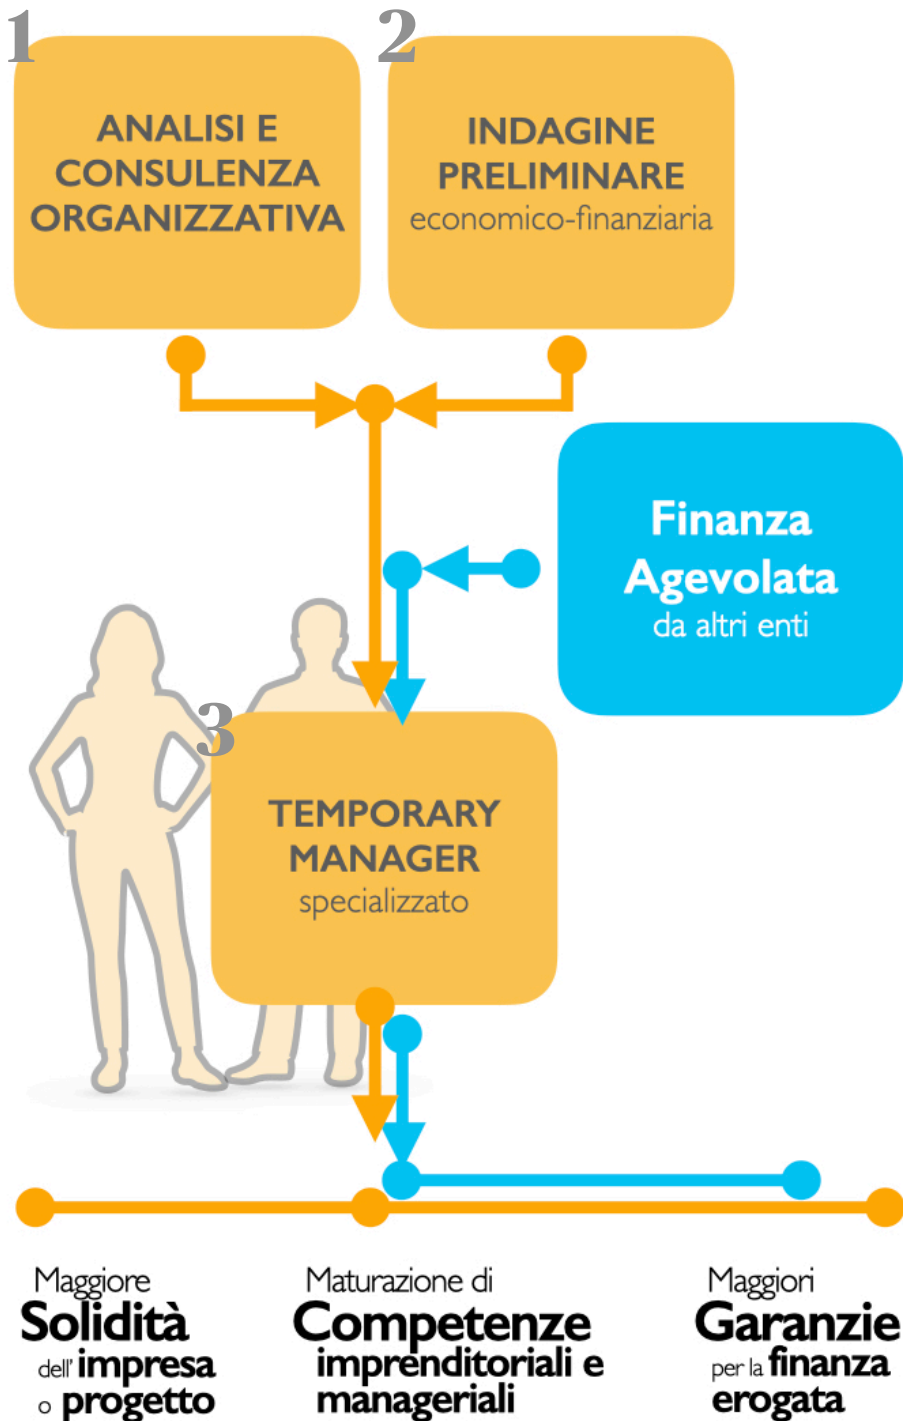 1
ANALISI E
CONSULENZA
ORGANIZZATIVA
2
INDAGINE
PRELIMINARE
economico-finanziaria
Finanza
Agevolata
da altri enti
3
TEMPORARY
MANAGER
specializzato
Maggiore
Solidità
dell' impresa
o progetto
Maturazione di
Competenze
imprenditoriali e
manageriali
Maggiori
Garanzie
per la finanza
erogata